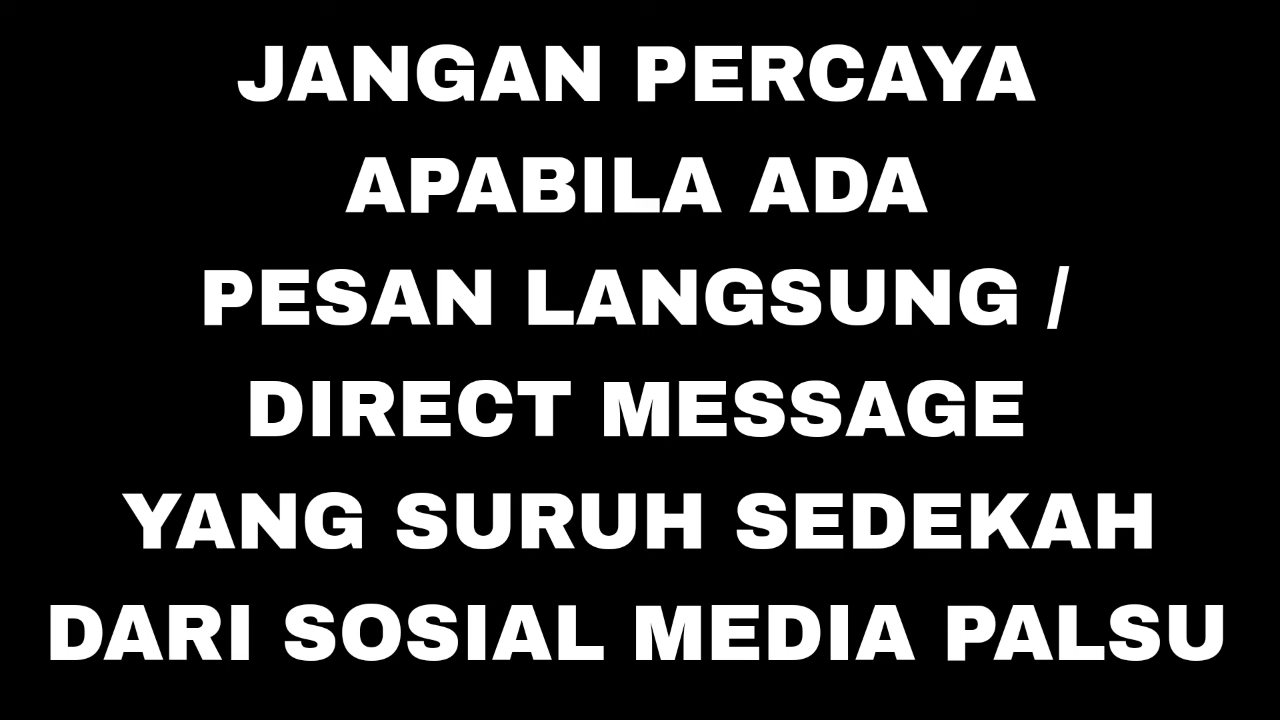 JANGAN PERCAYA
APABILA ADA
PESAN LANGSUNG /
DIRECT MESSAGE
YANG SURUH SEDEKAH
DARI SOSIAL MEDIA PALSU